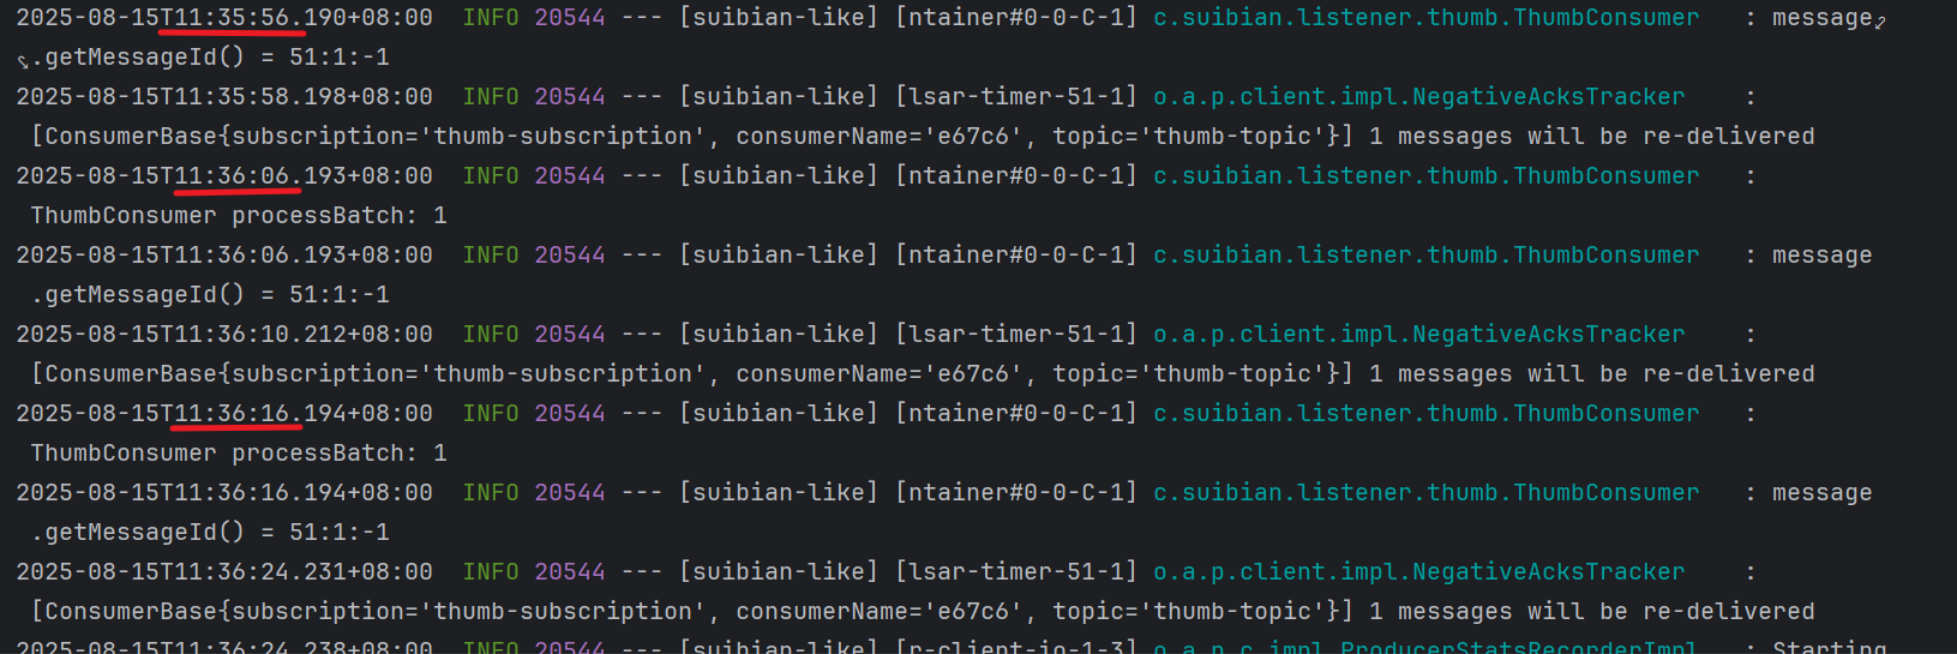 2025-08-15T11:35:56.190+08:00  INFO 20544 --- [suibian-like] [ntainer#0-0-C-1] c.suibian.listener.thumb.ThumbConsumer   : message
.getMessageId() = 51:1:-1
2025-08-15T11:35:58.198+08:00  INFO 20544 --- [suibian-like] [lsar-timer-51-1] o.a.p.client.impl.NegativeAcksTracker    :
[ConsumerBase{subscription='thumb-subscription', consumerName='e67c6', topic='thumb-topic'}] 1 messages will be re-delivered
2025-08-15T11:36:06.193+08:00  INFO 20544 --- [suibian-like] [ntainer#0-0-C-1] c.suibian.listener.thumb.ThumbConsumer   :
ThumbConsumer processBatch: 1
2025-08-15T11:36:06.193+08:00  INFO 20544 --- [suibian-like] [ntainer#0-0-C-1] c.suibian.listener.thumb.ThumbConsumer   : message
.getMessageId() = 51:1:-1
2025-08-15T11:36:10.212+08:00  INFO 20544 --- [suibian-like] [lsar-timer-51-1] o.a.p.client.impl.NegativeAcksTracker    :
[ConsumerBase{subscription='thumb-subscription', consumerName='e67c6', topic='thumb-topic'}] 1 messages will be re-delivered
2025-08-15T11:36:16.194+08:00  INFO 20544 --- [suibian-like] [ntainer#0-0-C-1] c.suibian.listener.thumb.ThumbConsumer   :
ThumbConsumer processBatch: 1
2025-08-15T11:36:16.194+08:00  INFO 20544 --- [suibian-like] [ntainer#0-0-C-1] c.suibian.listener.thumb.ThumbConsumer   : message
.getMessageId() = 51:1:-1
2025-08-15T11:36:24.231+08:00  INFO 20544 --- [suibian-like] [lsar-timer-51-1] o.a.p.client.impl.NegativeAcksTracker    :
[ConsumerBase{subscription='thumb-subscription', consumerName='e67c6', topic='thumb-topic'}] 1 messages will be re-delivered
2025-08-15T11:36:24.238+08:00  INFO 20544 --- [suibian-like] [r-client-io-1-3] o.a.p.c.impl.ProducerStatsRecorderImpl   : Starting